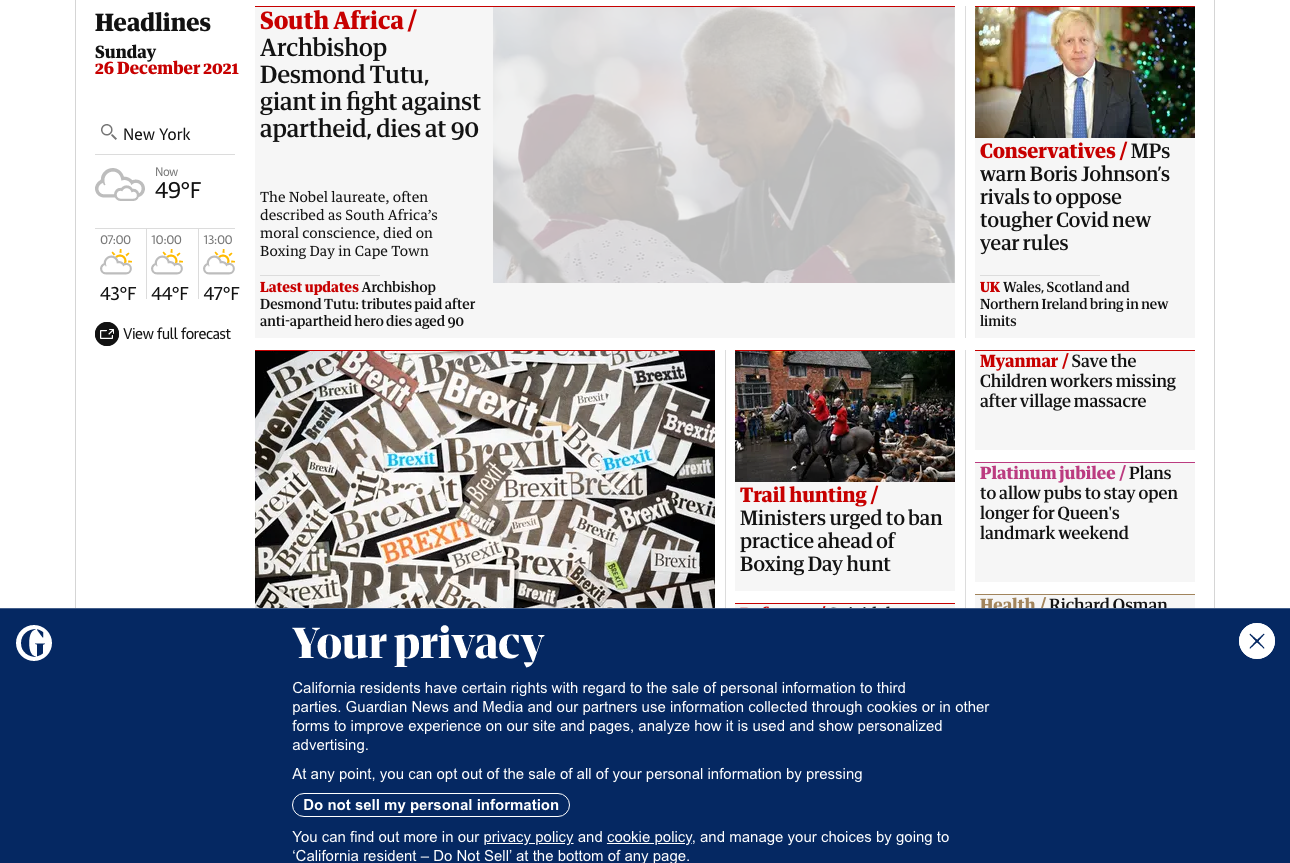 Headlines
Sunday
26 December 2021
New York
Now
49°F
07:00
10:00
13:00
43°F
44°F
47°F
View full forecast
South Africa /
Archbishop
Desmond Tutu,
giant in fight against
apartheid, dies at 90
The Nobel laureate, often
described as South Africa's
moral conscience, died on
Boxing Day in Cape Town
Latest updates Archbishop
Desmond Tutu: tributes paid after
anti-apartheid hero dies aged 90
Conservatives / MPs
warn Boris Johnson's
rivals to oppose
tougher Covid new
year rules
UK Wales, Scotland and
Northern Ireland bring in new
limits
Brexit
Brexit
Brexit
Brexit
Brexit
BREXIT
Brexit
Brexit
Brexit
Brexit
Brexit
Brexit
BREXIT
Brexit
Brexit
Brexit
Trail hunting /
Ministers urged to ban
practice ahead of
Boxing Day hunt
Myanmar / Save the
Children workers missing
after village massacre
Platinum jubilee / Plans
to allow pubs to stay open
longer for Queen's
landmark weekend
Health / Richard Osman
Your privacy
California residents have certain rights with regard to the sale of personal information to third
parties. Guardian News and Media and our partners use information collected through cookies or in other
forms to improve experience on our site and pages, analyze how it is used and show personalized
advertising.
At any point, you can opt out of the sale of all of your personal information by pressing
Do not sell my personal information
You can find out more in our privacy policy and cookie policy, and manage your choices by going to
‘California resident – Do Not Sell’ at the bottom of any page.